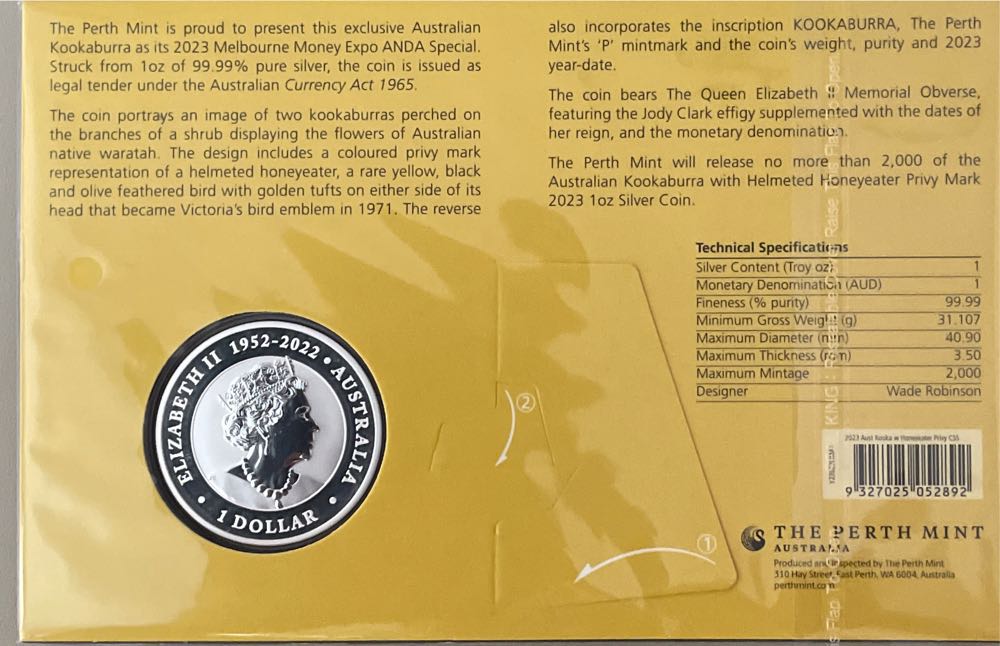 The Perth Mint is proud to present this exclusive Australian
Kookaburra as its 2023 Melbourne Money Expo ANDA Special.
Struck from 1oz of 99.99% pure silver, the coin is issued as
legal tender under the Australian Currency Act 1965.
The coin portrays an image of two kookaburras perched on
the branches of a shrub displaying the flowers of Australian
native waratah. The design includes a coloured privy mark
representation of a helmeted honeyeater, a rare yellow, black
and olive feathered bird with golden tufts on either side of its
head that became Victoria's bird emblem in 1971. The reverse
also incorporates the inscription KOOKABURRA, The Perth
Mint's 'P' mintmark and the coin's weight, purity and 2023
year-date.
The coin bears The Queen Elizabeth II Memorial Obverse,
featuring the Jody Clark effigy supplemented with the dates of
her reign, and the monetary denomination.
The Perth Mint will release no more than 2,000 of the
Australian Kookaburra with Helmeted Honeyeater Privy Mark
2023 1oz Silver Coin.
Technical Specifications
Silver Content (Troy oz) 1
Monetary Denomination (AUD) 1
Fineness (% purity) 99.99
Minimum Gross Weight (g) 31.107
Maximum Diameter (mm) 40.90
Maximum Thickness (mm) 3.50
Maximum Mintage 2,000
Designer Wade Robinson
ELIZABETH II 1952-2022 • AUSTRALIA
• 1 DOLLAR •
2
1
2023 Aust Kooka w Honeyeater Privy CSS
9 327025 052892
THE PERTH MINT
AUSTRALIA
Produced and Inspected by The Perth Mint
310 Hay Street, East Perth, WA 6004, Australia
perthmint.com